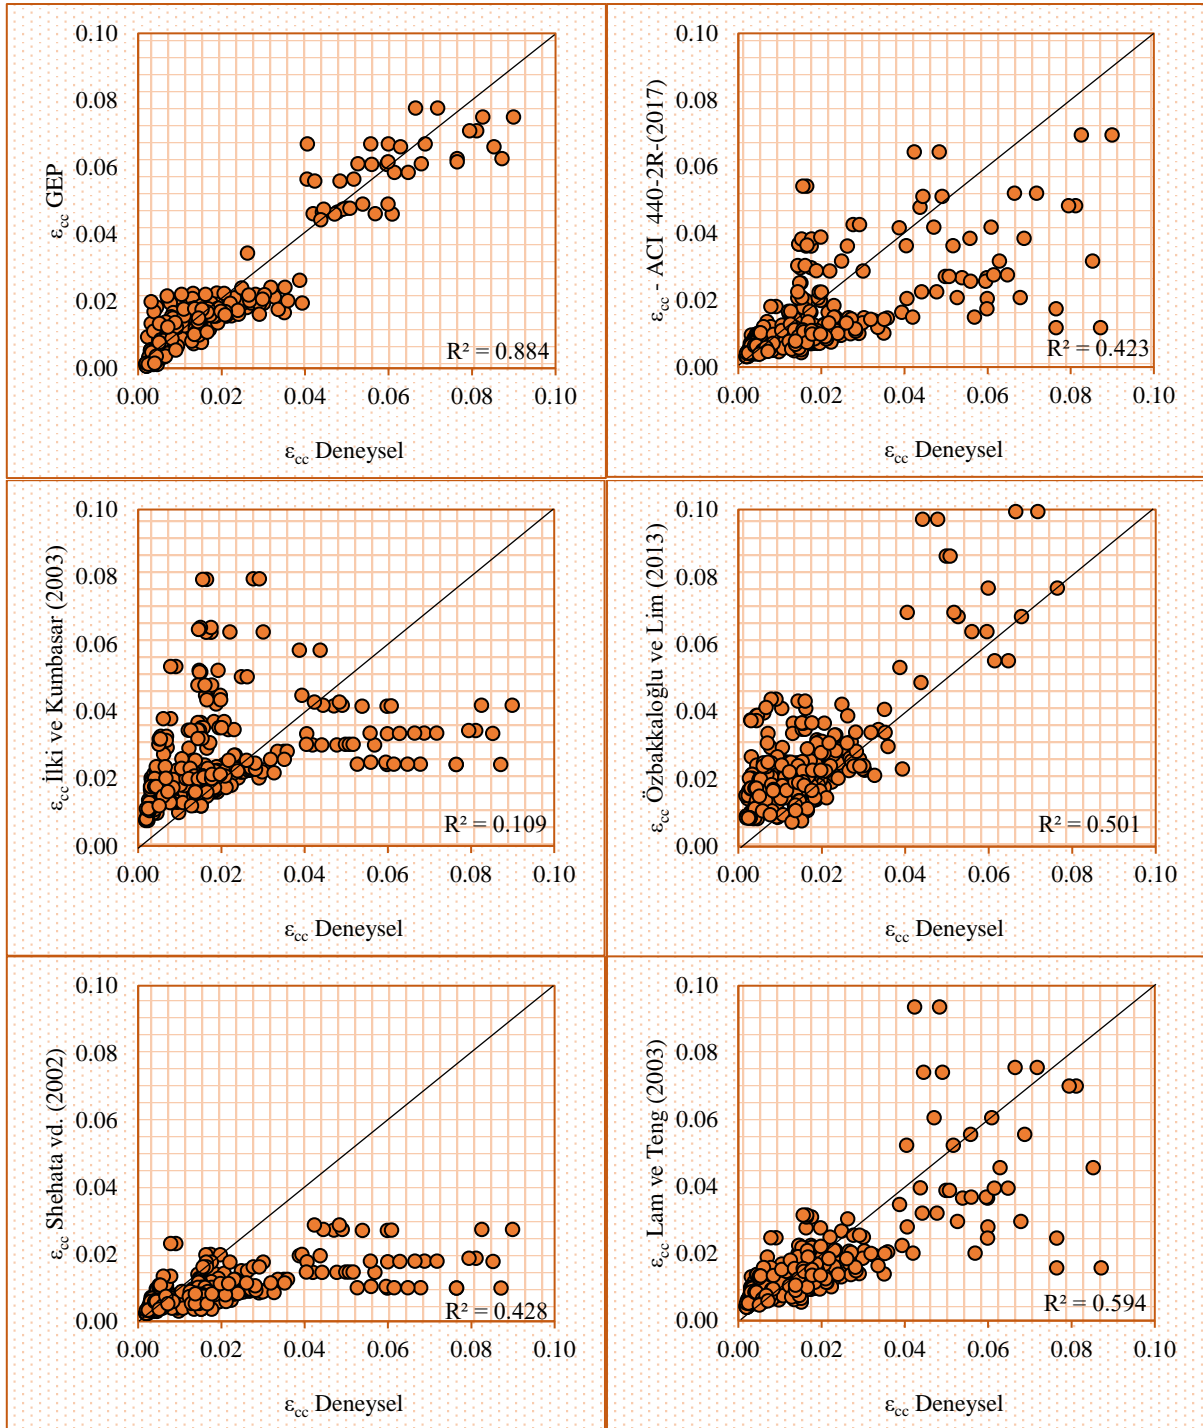 0.10
0.08
0.06
0.04
0.02
0.00
εcc GEP
R² = 0.884
0.00 0.02 0.04 0.06 0.08 0.10
εcc Deneysel
0.10
0.08
0.06
0.04
0.02
0.00
εcc - ACI 440-2R-(2017)
R² = 0.423
0.00 0.02 0.04 0.06 0.08 0.10
εcc Deneysel
0.10
0.08
0.06
0.04
0.02
0.00
εcc İlki ve Kumbasar (2003)
R² = 0.109
0.00 0.02 0.04 0.06 0.08 0.10
εcc Deneysel
0.10
0.08
0.06
0.04
0.02
0.00
εcc Özbakkaloğlu ve Lim (2013)
R² = 0.501
0.00 0.02 0.04 0.06 0.08 0.10
εcc Deneysel
0.10
0.08
0.06
0.04
0.02
0.00
εcc Shehata vd. (2002)
R² = 0.428
0.00 0.02 0.04 0.06 0.08 0.10
εcc Deneysel
0.10
0.08
0.06
0.04
0.02
0.00
εcc Lam ve Teng (2003)
R² = 0.594
0.00 0.02 0.04 0.06 0.08 0.10
εcc Deneysel